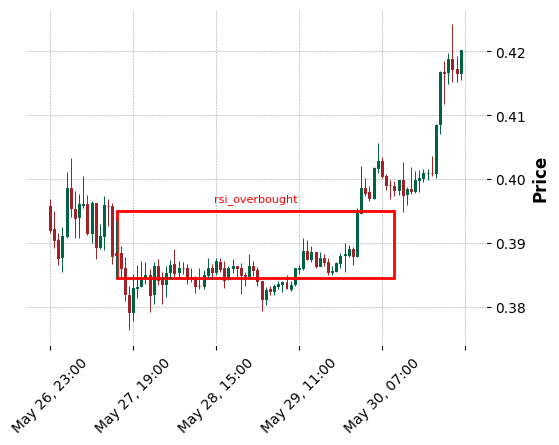 0.42
0.41
rsi_overbought
0.40
0.39
0.38
Price
May 26, 23:00
May 27, 19:00
May 28, 15:00
May 29, 11:00
May 30, 07:00